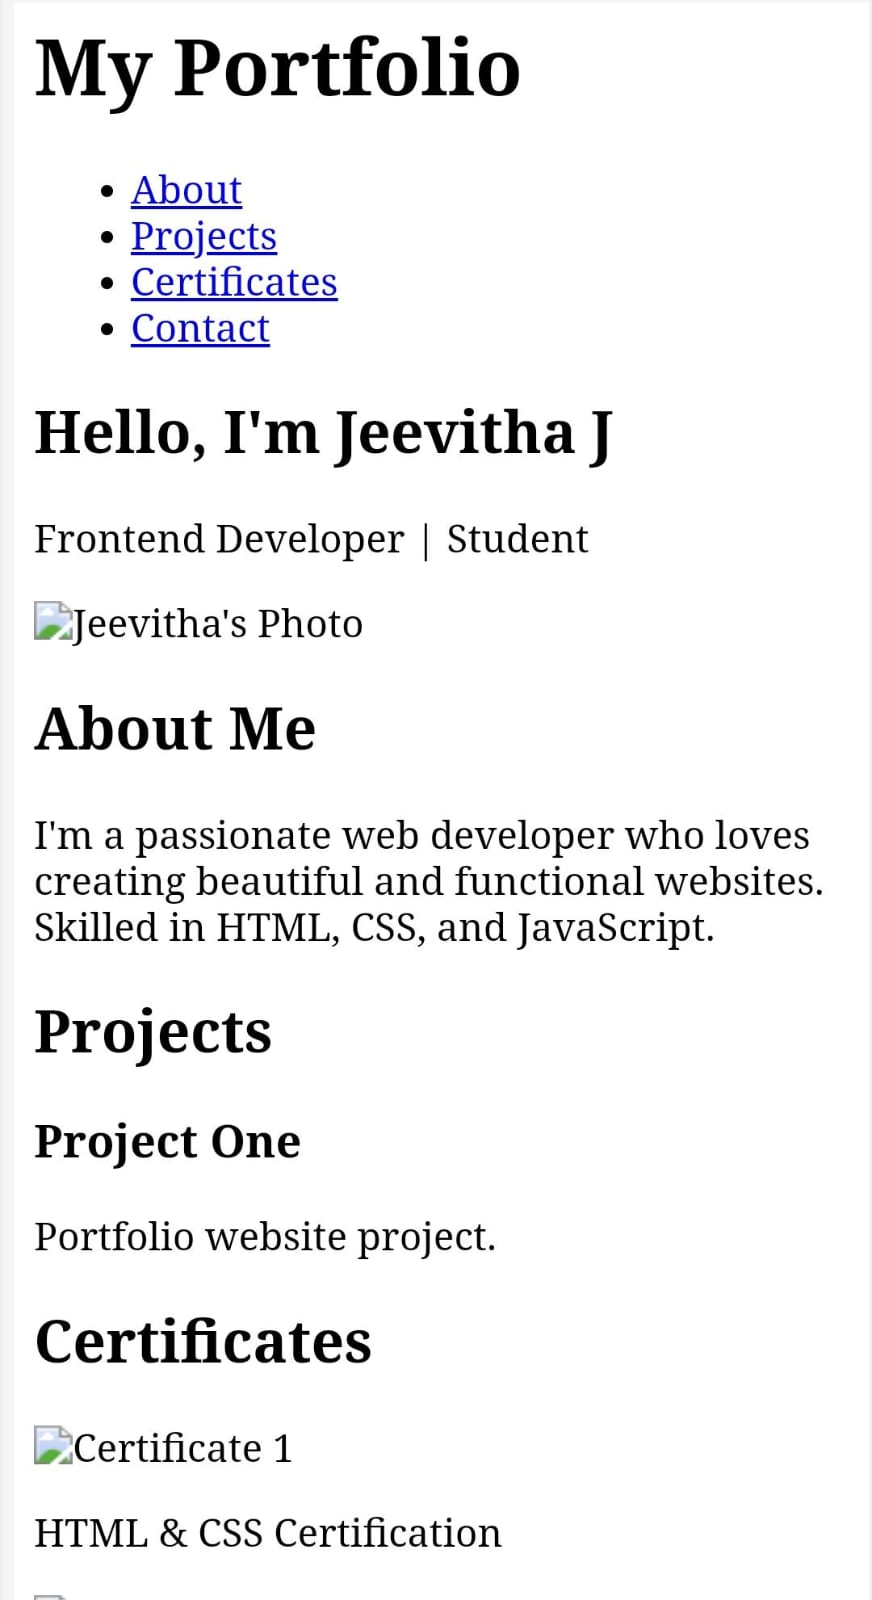 My Portfolio
About
Projects
Certificates
Contact
Hello, I'm Jeevitha J
Frontend Developer | Student
Jeevitha's Photo
About Me
I'm a passionate web developer who loves
creating beautiful and functional websites.
Skilled in HTML, CSS, and JavaScript.
Projects
Project One
Portfolio website project.
Certificates
Certificate 1
HTML & CSS Certification